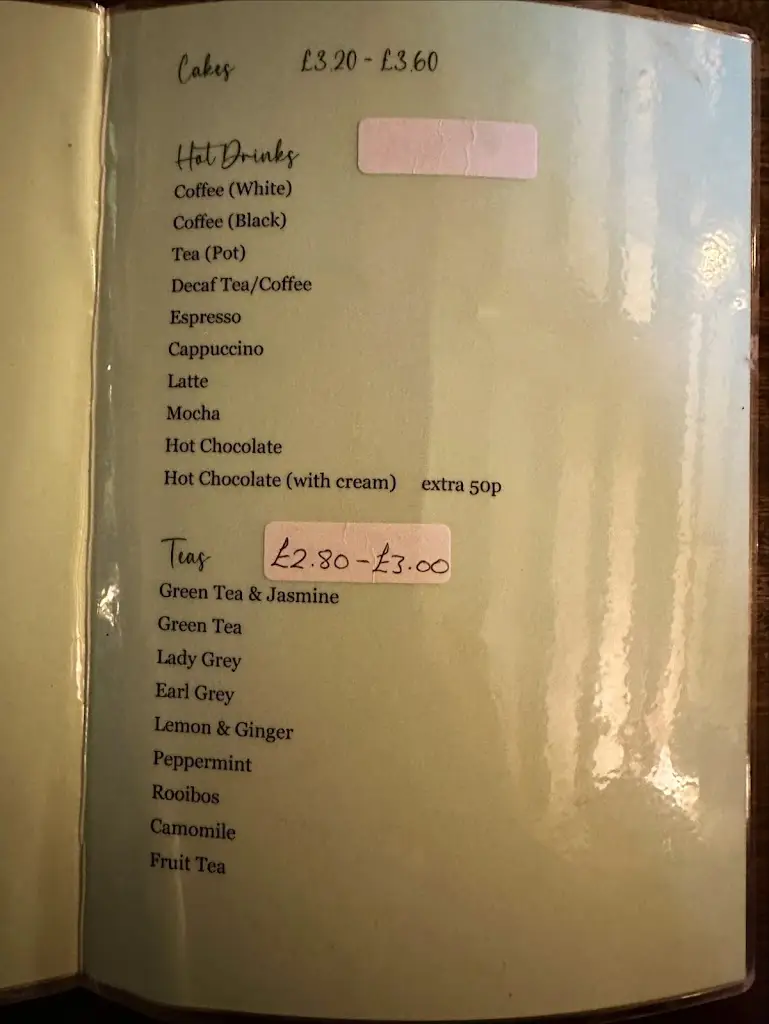 Cakes £3.20 - £3.60
Hot Drinks
Coffee (White)
Coffee (Black)
Tea (Pot)
Decaf Tea/Coffee
Espresso
Cappuccino
Latte
Mocha
Hot Chocolate
Hot Chocolate (with cream) extra 50p
Teas £2.80 - £3.00
Green Tea & Jasmine
Green Tea
Lady Grey
Earl Grey
Lemon & Ginger
Peppermint
Rooibos
Camomile
Fruit Tea